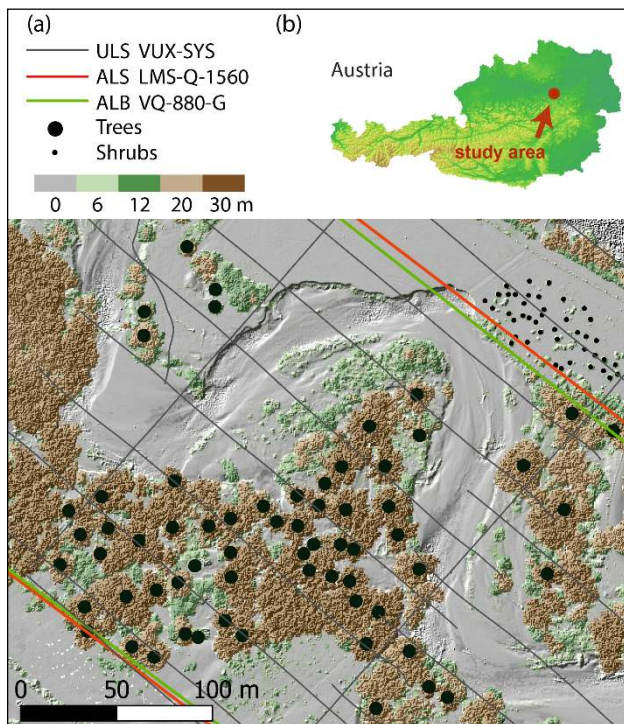 (a)
ULS VUX-SYS
ALS LMS-Q-1560
ALB VQ-880-G
Trees
Shrubs
0 6 12 20 30 m
(b)
Austria
study area
0 50 100 m